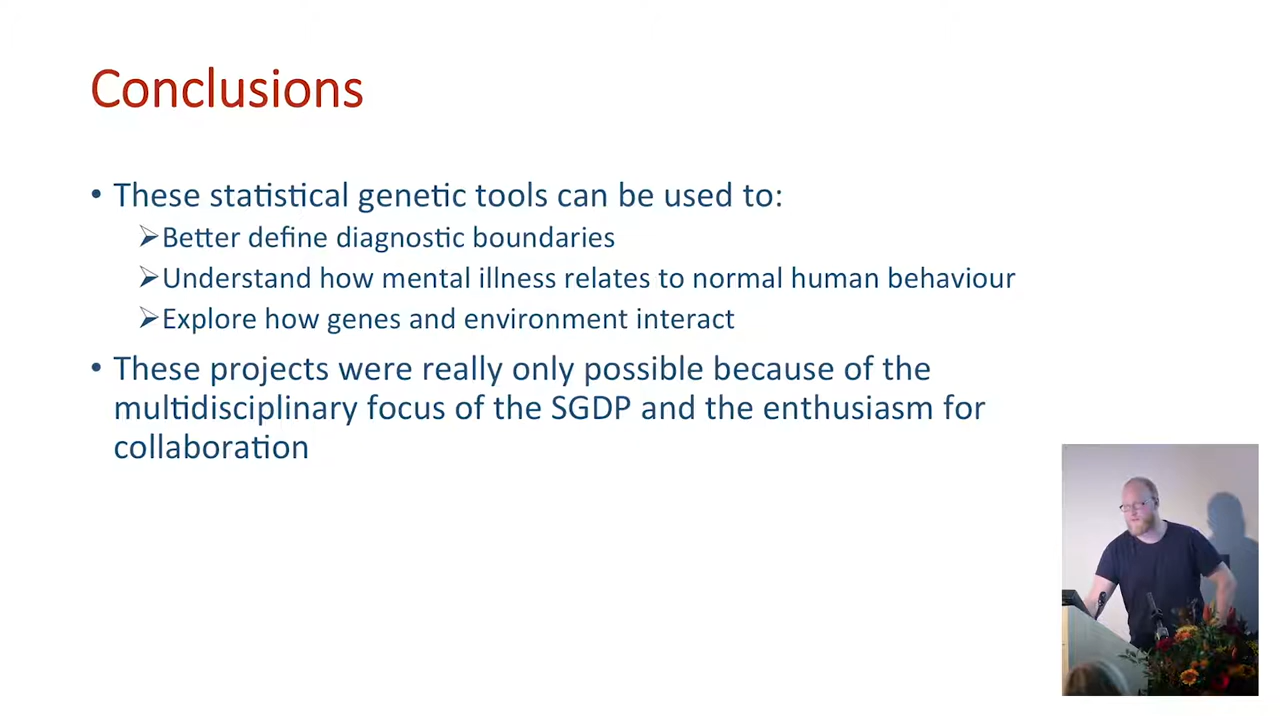 Conclusions
• These statistical genetic tools can be used to:
➢Better define diagnostic boundaries
➢Understand how mental illness relates to normal human behaviour
➢Explore how genes and environment interact
• These projects were really only possible because of the
multidisciplinary focus of the SGDP and the enthusiasm for
collaboration